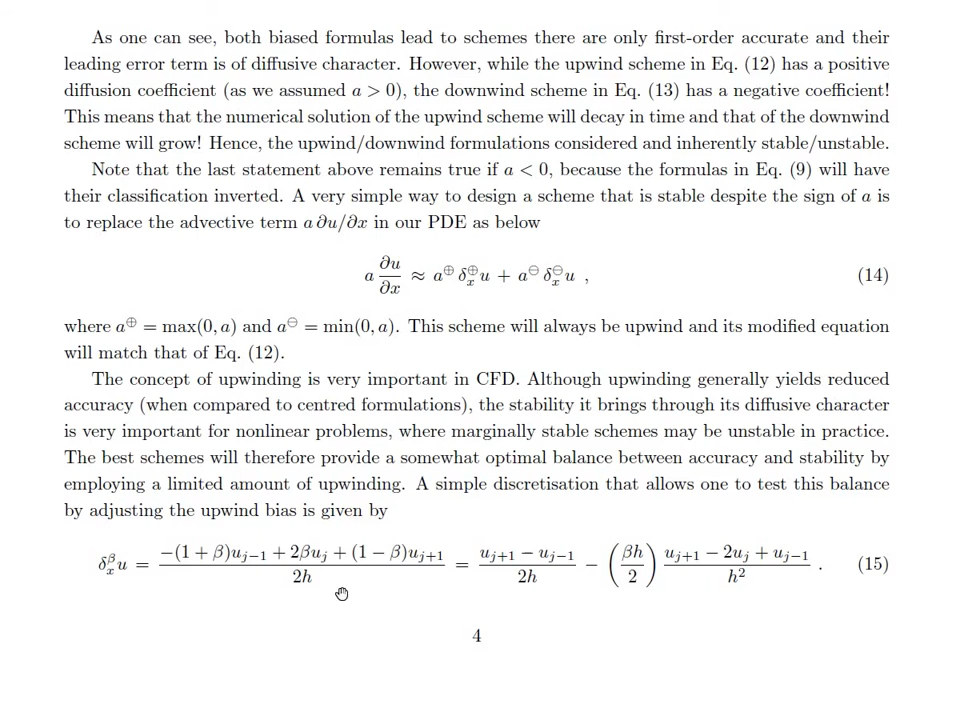 As one can see, both biased formulas lead to schemes there are only first-order accurate and their
leading error term is of diffusive character. However, while the upwind scheme in Eq. (12) has a positive
diffusion coefficient (as we assumed a > 0), the downwind scheme in Eq. (13) has a negative coefficient!
This means that the numerical solution of the upwind scheme will decay in time and that of the downwind
scheme will grow! Hence, the upwind/downwind formulations considered and inherently stable/unstable.
Note that the last statement above remains true if a < 0, because the formulas in Eq. (9) will have
their classification inverted. A very simple way to design a scheme that is stable despite the sign of a is
to replace the advective term a ∂u/∂x in our PDE as below
a ∂u/∂x ≈ a^⊕ δ_x^⊕ u + a^⊖ δ_x^⊖ u , (14)
where a^⊕ = max(0, a) and a^⊖ = min(0, a). This scheme will always be upwind and its modified equation
will match that of Eq. (12).
The concept of upwinding is very important in CFD. Although upwinding generally yields reduced
accuracy (when compared to centred formulations), the stability it brings through its diffusive character
is very important for nonlinear problems, where marginally stable schemes may be unstable in practice.
The best schemes will therefore provide a somewhat optimal balance between accuracy and stability by
employing a limited amount of upwinding. A simple discretisation that allows one to test this balance
by adjusting the upwind bias is given by
δ_x^β u = (−(1 + β)u_{j−1} + 2βu_j + (1 − β)u_{j+1})/2h = (u_{j+1} − u_{j−1})/2h − (βh/2) (u_{j+1} − 2u_j + u_{j−1})/h² . (15)
4